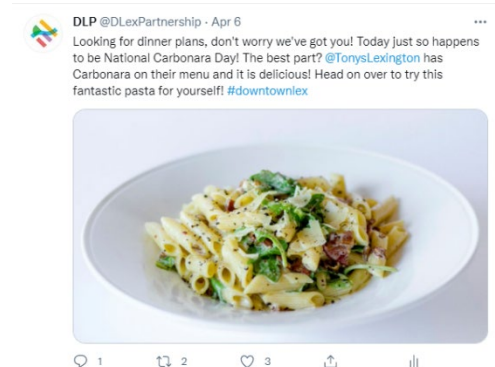 DLP @DLexPartnership · Apr 6
Looking for dinner plans, don't worry we've got you! Today just so happens
to be National Carbonara Day! The best part? @TonysLexington has
Carbonara on their menu and it is delicious! Head on over to try this
fantastic pasta for yourself! #downtownlex
1 2 3